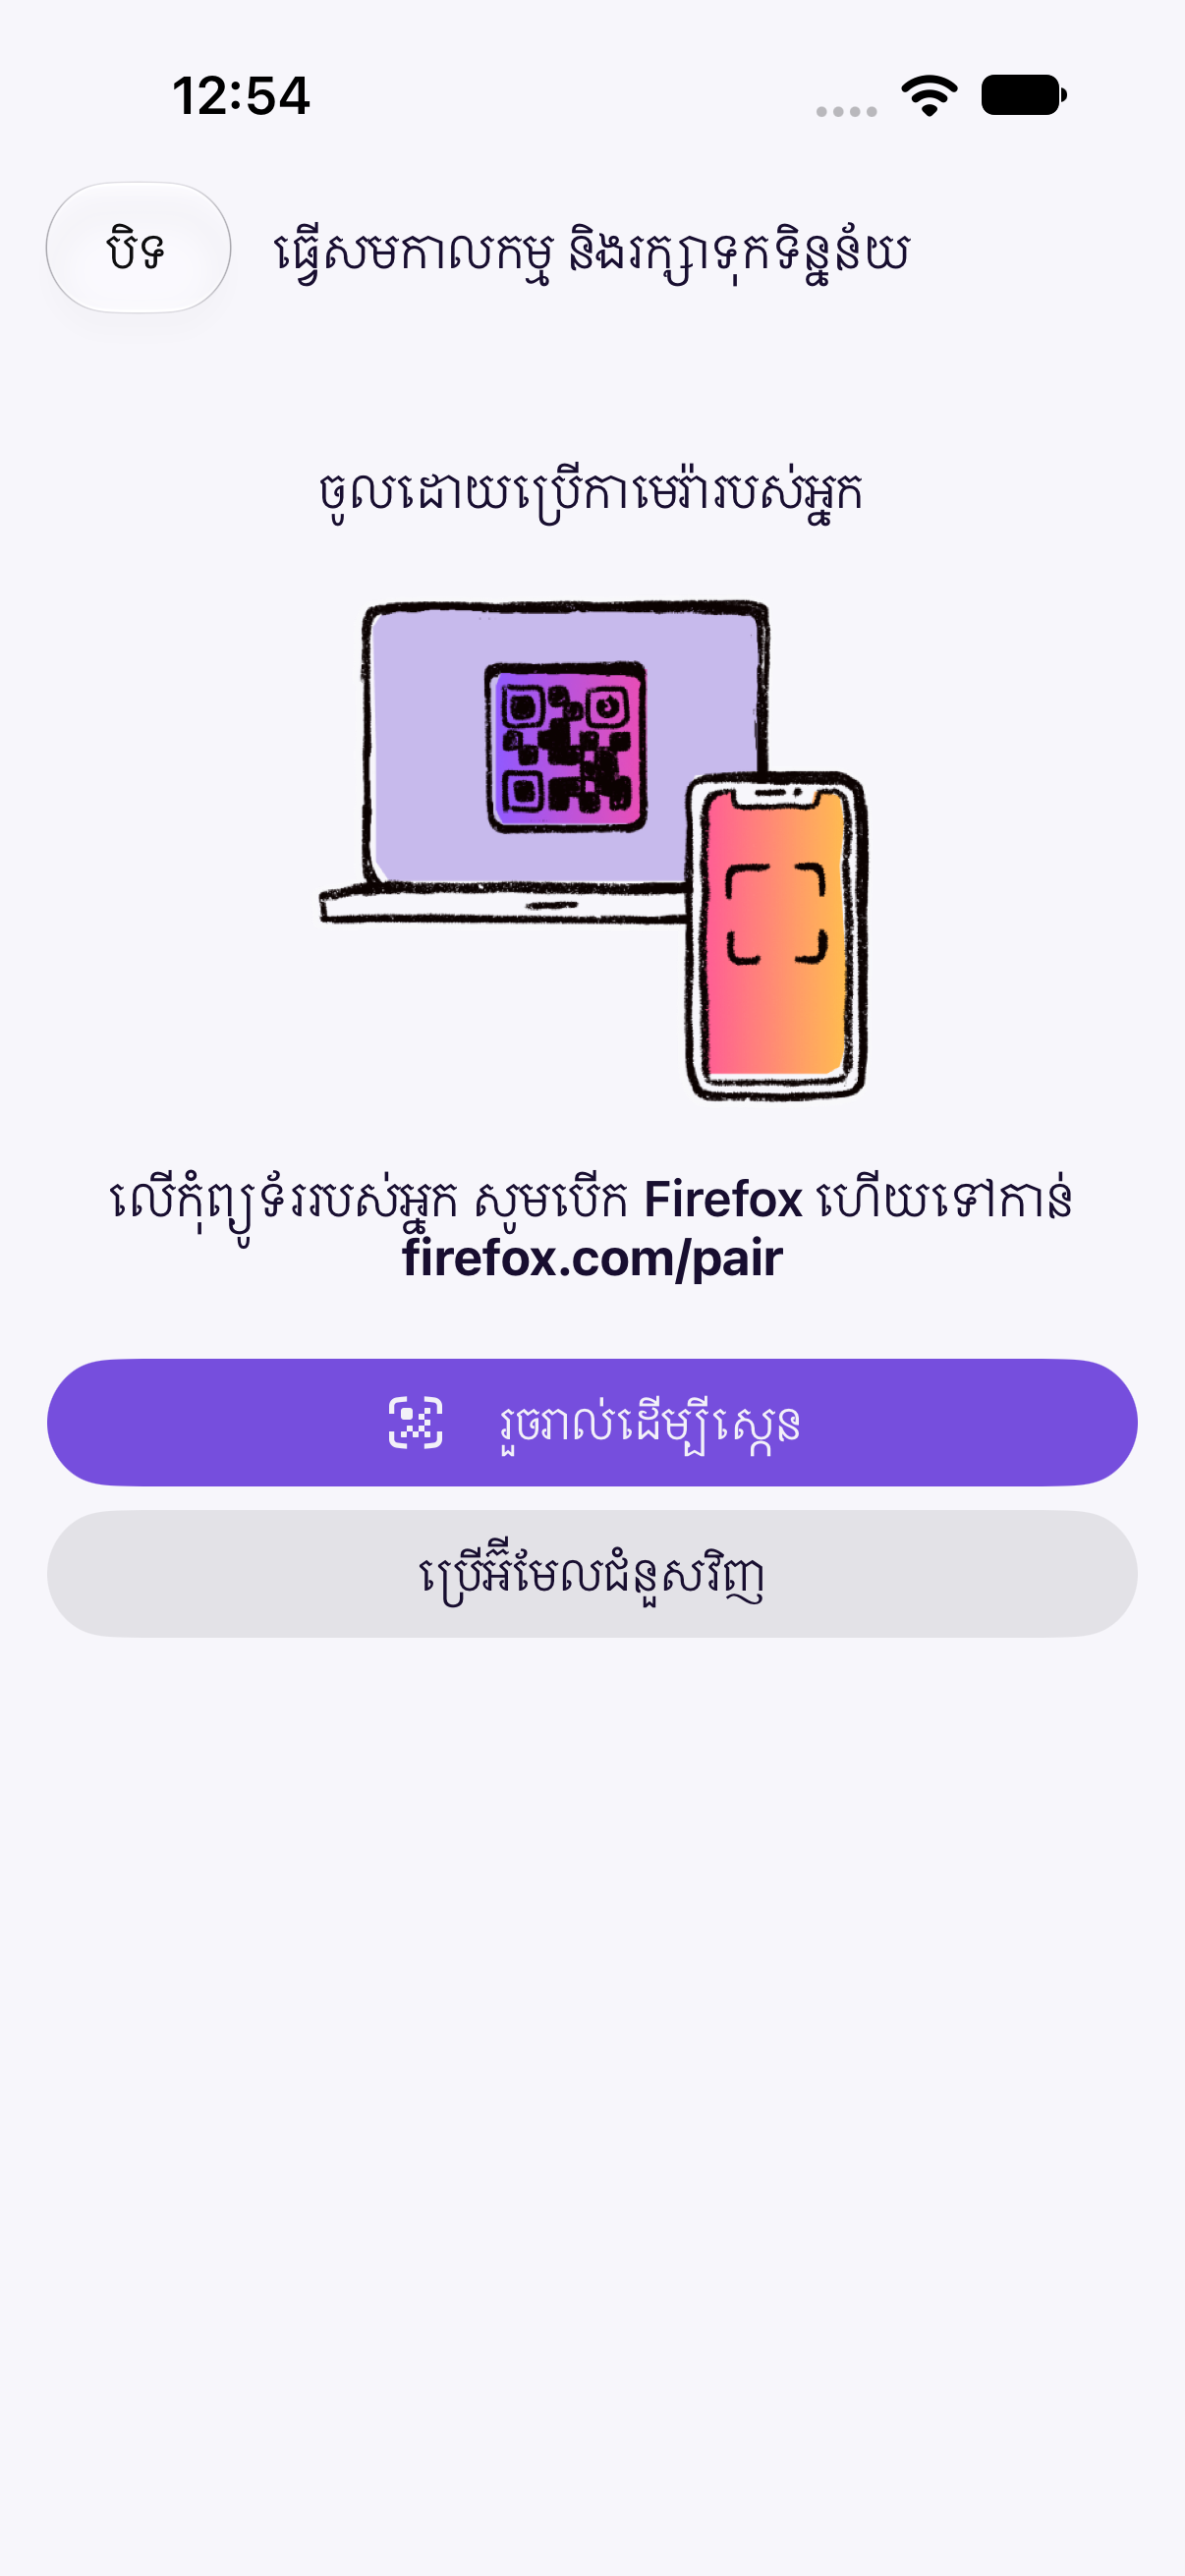 12:54
បិទ
ធ្វើសមកាលកម្ម និងរក្សាទុកទិន្នន័យ
ចូលដោយប្រើកាមេរ៉ារបស់អ្នក
លើកុំព្យូទ័ររបស់អ្នក សូមបើក Firefox ហើយទៅកាន់
firefox.com/pair
រួចរាល់ដើម្បីស្កេន
ប្រើអ៊ីមែលជំនួសវិញ